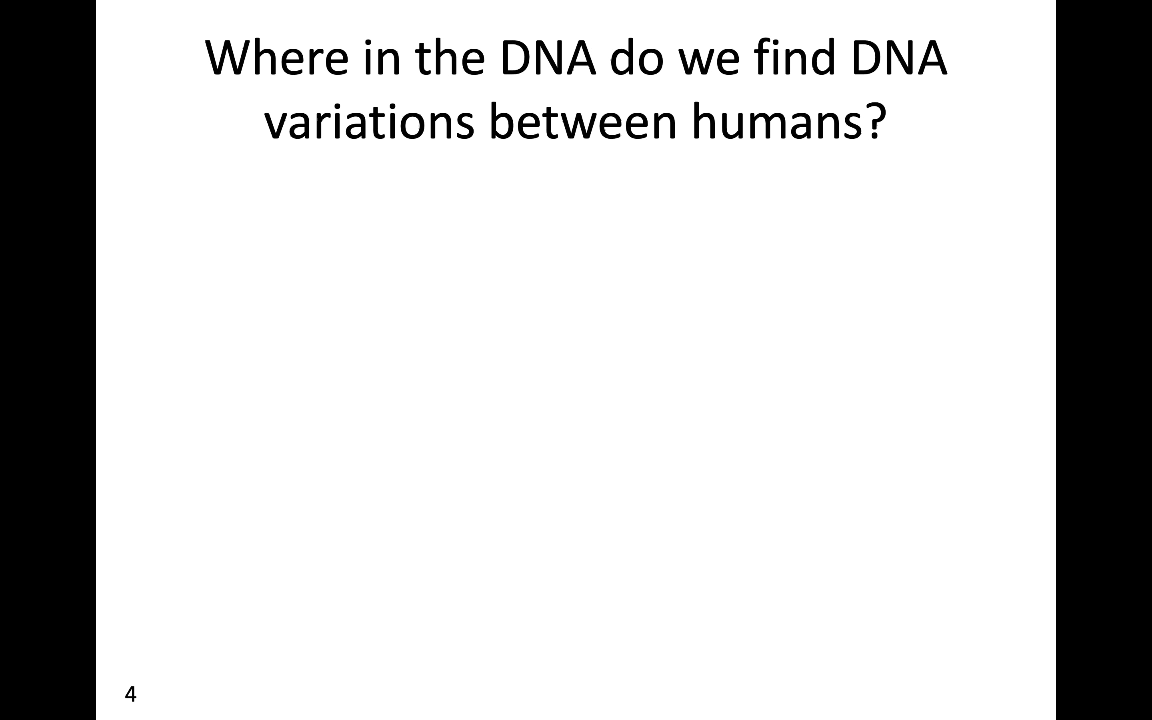 Where in the DNA do we find DNA
variations between humans?
4